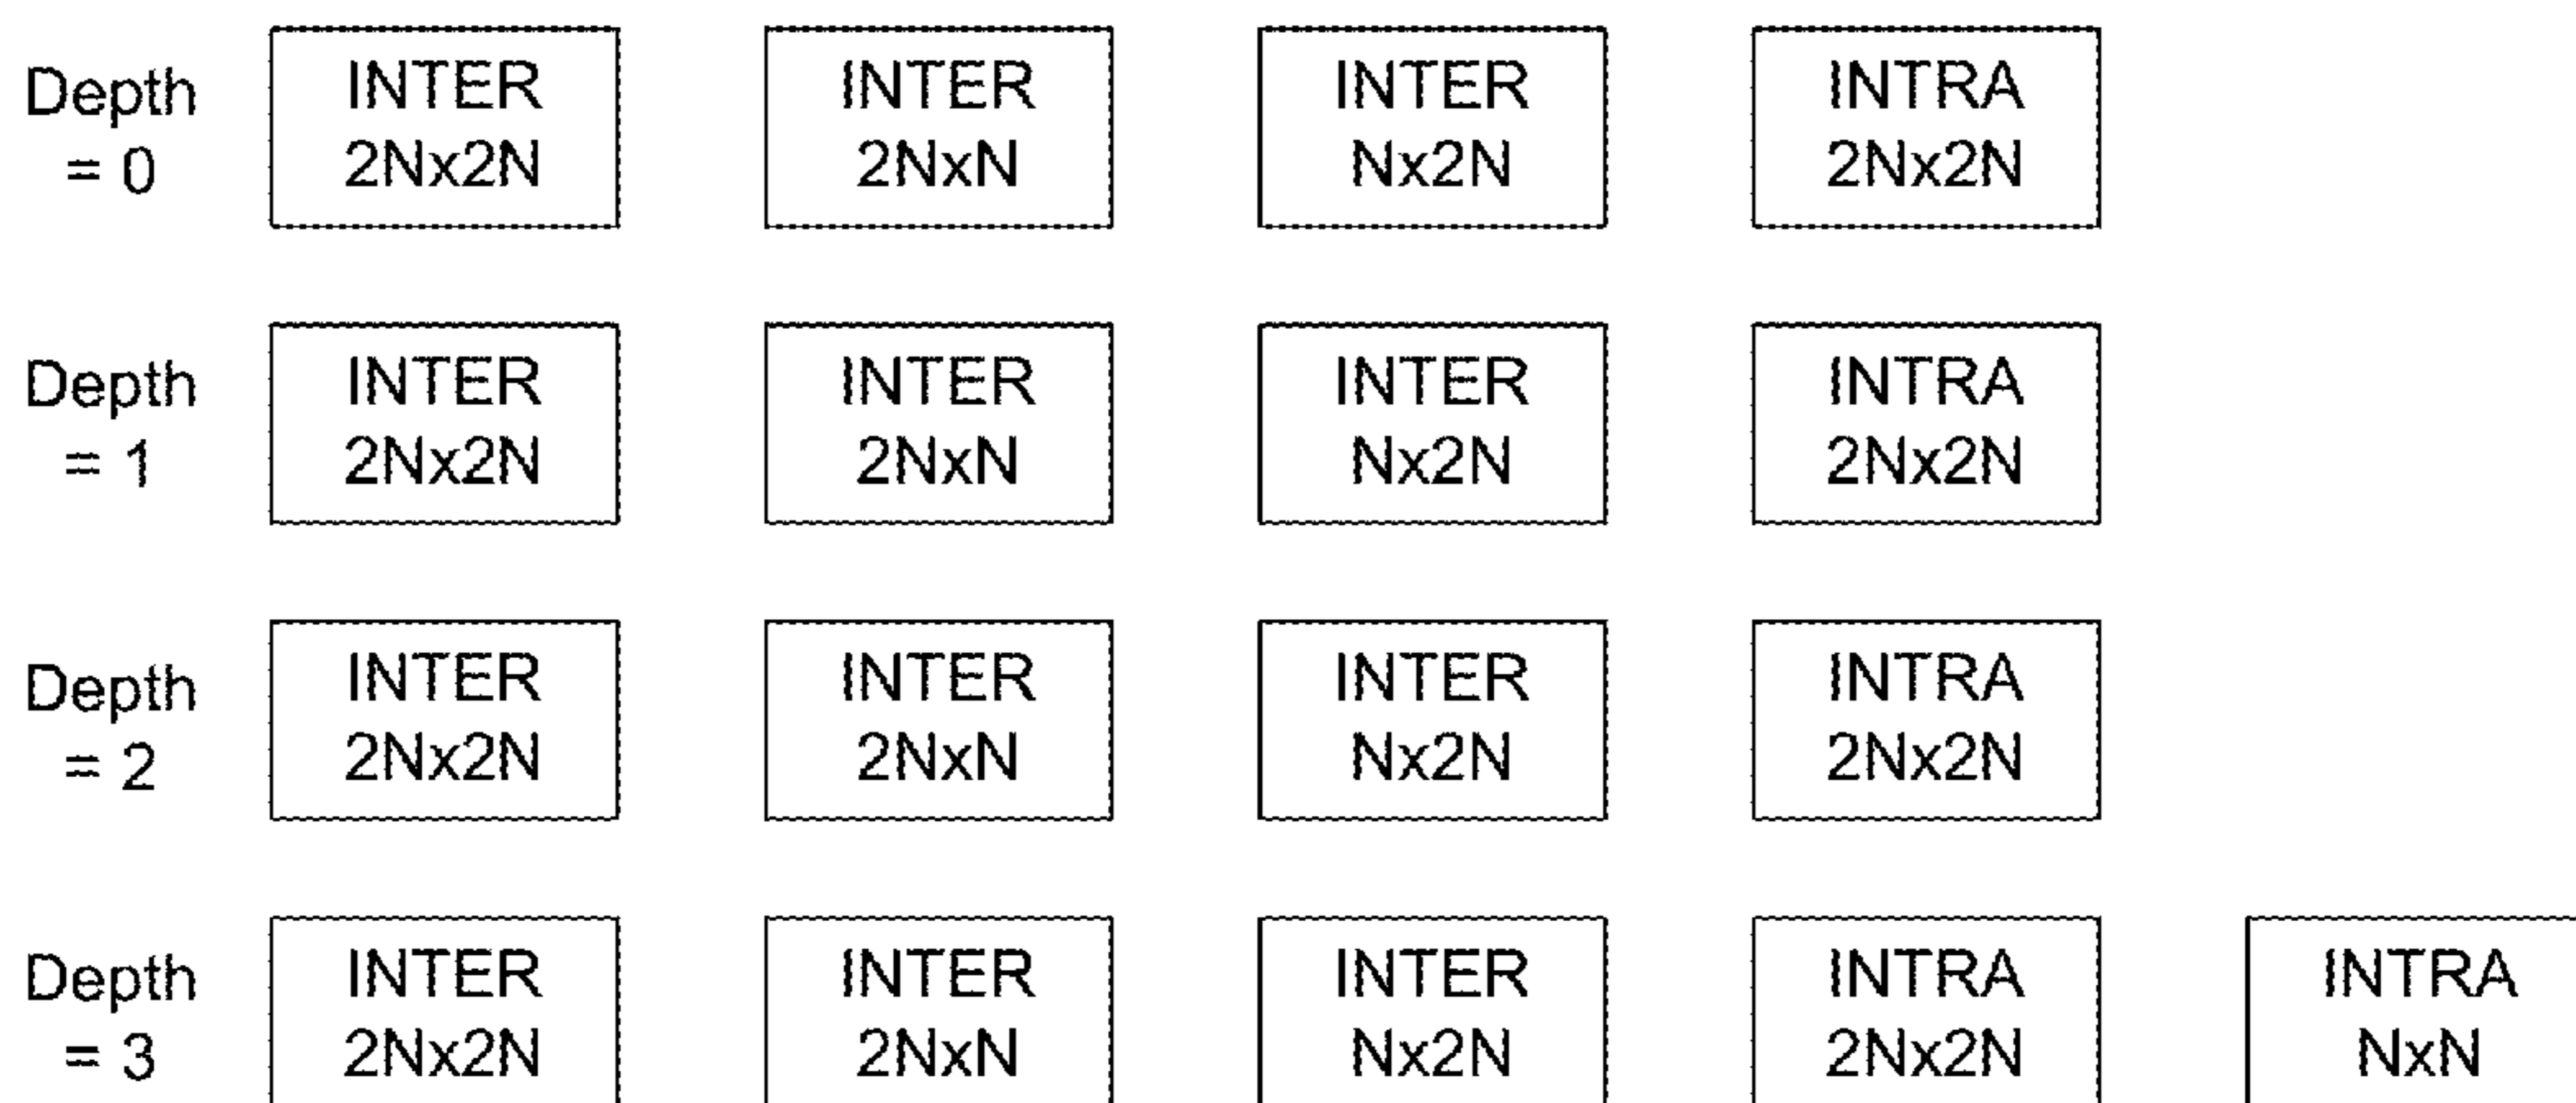 Depth
= 0
INTER
2Nx2N
INTER
2NxN
INTER
Nx2N
INTRA
2Nx2N
Depth
= 1
INTER
2Nx2N
INTER
2NxN
INTER
Nx2N
INTRA
2Nx2N
Depth
= 2
INTER
2Nx2N
INTER
2NxN
INTER
Nx2N
INTRA
2Nx2N
Depth
= 3
INTER
2Nx2N
INTER
2NxN
INTER
Nx2N
INTRA
2Nx2N
INTRA
NxN